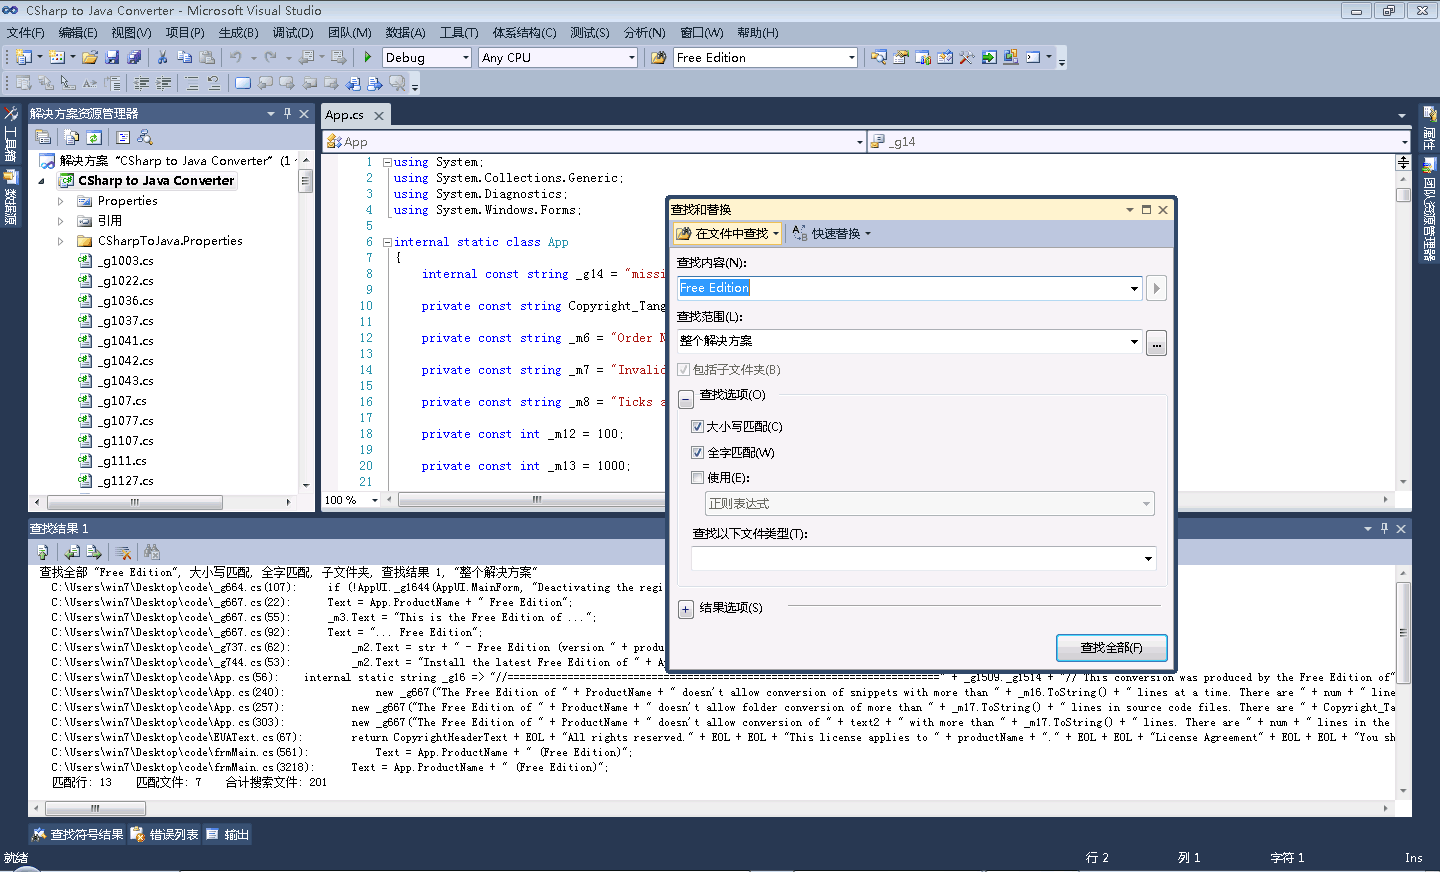 CSharp to Java Converter - Microsoft Visual Studio
文件(F) 编辑(E) 视图(V) 项目(P) 生成(B) 调试(D) 团队(M) 数据(A) 工具(T) 体系结构(C) 测试(S) 分析(N) 窗口(W) 帮助(H)
Debug Any CPU Free Edition
工具箱
数据源
解决方案资源管理器
解决方案 "CSharp to Java Converter" (1
CSharp to Java Converter
Properties
引用
CSharpToJava.Properties
_g1003.cs
_g1022.cs
_g1036.cs
_g1037.cs
_g1041.cs
_g1042.cs
_g1043.cs
_g107.cs
_g1077.cs
_g1107.cs
_g111.cs
_g1127.cs
App.cs
App _g14
1 using System;
2 using System.Collections.Generic;
3 using System.Diagnostics;
4 using System.Windows.Forms;
5
6 internal static class App
7 {
8 internal const string _g14 = "missi
9
10 private const string Copyright_Tang
11
12 private const string _m6 = "Order N
13
14 private const string _m7 = "Invalid
15
16 private const string _m8 = "Ticks a
17
18 private const int _m12 = 100;
19
20 private const int _m13 = 1000;
21
100 %
查找和替换
在文件中查找 快速替换
查找内容(N):
Free Edition
查找范围(L):
整个解决方案
...
包括子文件夹(B)
查找选项(O)
大小写匹配(C)
全字匹配(W)
使用(E):
正则表达式
查找以下文件类型(T):
结果选项(S)
查找全部(F)
属性
团队资源管理器
查找结果 1
查找全部 "Free Edition", 大小写匹配, 全字匹配, 子文件夹, 查找结果 1, "整个解决方案"
C:\Users\win7\Desktop\code\_g664.cs(107): if (!AppUI._g1644(AppUI.MainForm, "Deactivating the regi
C:\Users\win7\Desktop\code\_g667.cs(22): Text = App.ProductName + " Free Edition";
C:\Users\win7\Desktop\code\_g667.cs(55): _m3.Text = "This is the Free Edition of ...";
C:\Users\win7\Desktop\code\_g667.cs(92): Text = "... Free Edition";
C:\Users\win7\Desktop\code\_g737.cs(62): _m2.Text = str + " - Free Edition (version " + produ
C:\Users\win7\Desktop\code\_g744.cs(53): _m2.Text = "Install the latest Free Edition of " + A
C:\Users\win7\Desktop\code\App.cs(56): internal static string _g16 => "//========================================================================" + _g1509._g1514 + "// This conversion was produced by the Free Edition of"
C:\Users\win7\Desktop\code\App.cs(240): new _g667("The Free Edition of " + ProductName + " doesn't allow conversion of snippets with more than " + _m16.ToString() + " lines at a time. There are " + num + " line
C:\Users\win7\Desktop\code\App.cs(257): new _g667("The Free Edition of " + ProductName + " doesn't allow folder conversion of more than " + _m17.ToString() + " lines in source code files. There are " + Copyright_Ta
C:\Users\win7\Desktop\code\App.cs(303): new _g667("The Free Edition of " + ProductName + " doesn't allow conversion of " + text2 + " with more than " + _m17.ToString() + " lines. There are " + num + " lines in the
C:\Users\win7\Desktop\code\EUAText.cs(67): return CopyrightHeaderText + EOL + "All rights reserved." + EOL + EOL + "This license applies to " + productName + "." + EOL + EOL + "License Agreement" + EOL + EOL + "You sh
C:\Users\win7\Desktop\code\frmMain.cs(561): Text = App.ProductName + " (Free Edition)";
C:\Users\win7\Desktop\code\frmMain.cs(3218): Text = App.ProductName + " (Free Edition)";
匹配行: 13 匹配文件: 7 合计搜索文件: 201
查找符号结果 错误列表 输出
就绪 行 2 列 1 字符 1 Ins